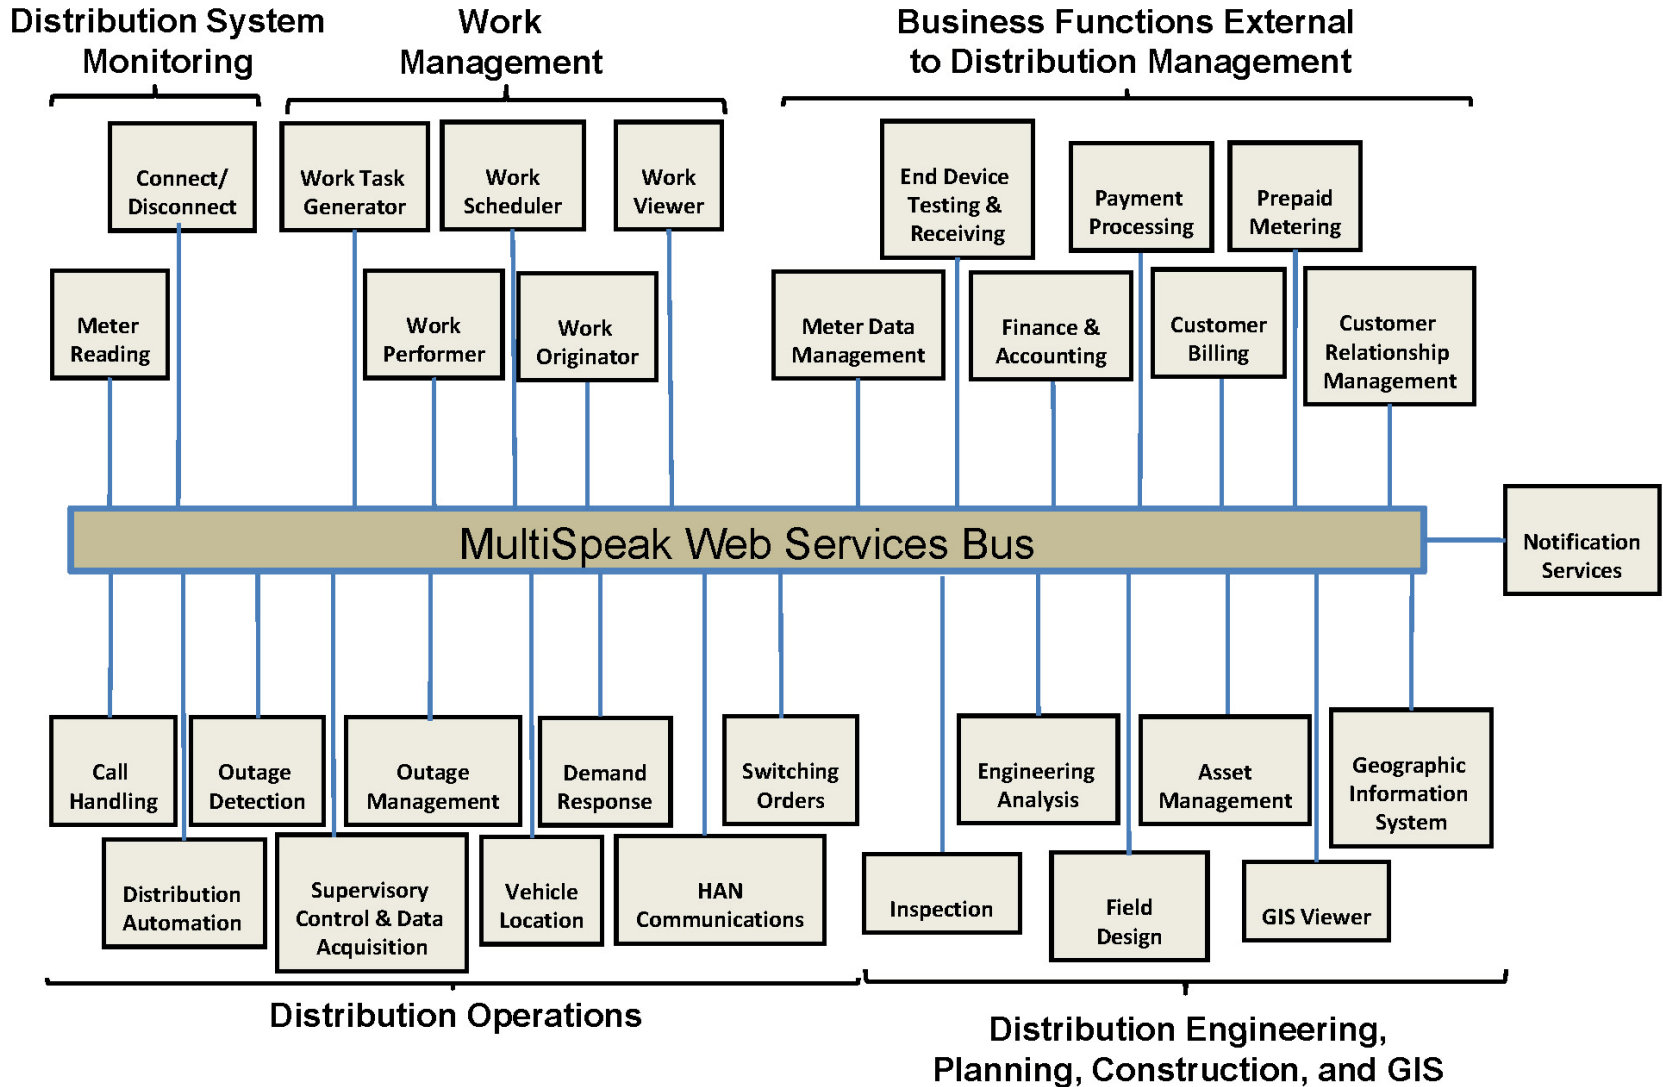 Distribution System
Monitoring
Work
Management
Business Functions External
to Distribution Management
Connect/
Disconnect
Work Task
Generator
Work
Scheduler
Work
Viewer
End Device
Testing &
Receiving
Payment
Processing
Prepaid
Metering
Meter
Reading
Work
Performer
Work
Originator
Meter Data
Management
Finance &
Accounting
Customer
Billing
Customer
Relationship
Management
MultiSpeak Web Services Bus
Notification
Services
Call
Handling
Outage
Detection
Outage
Management
Demand
Response
Switching
Orders
Engineering
Analysis
Asset
Management
Geographic
Information
System
Distribution
Automation
Supervisory
Control & Data
Acquisition
Vehicle
Location
HAN
Communications
Inspection
Field
Design
GIS Viewer
Distribution Operations
Distribution Engineering,
Planning, Construction, and GIS